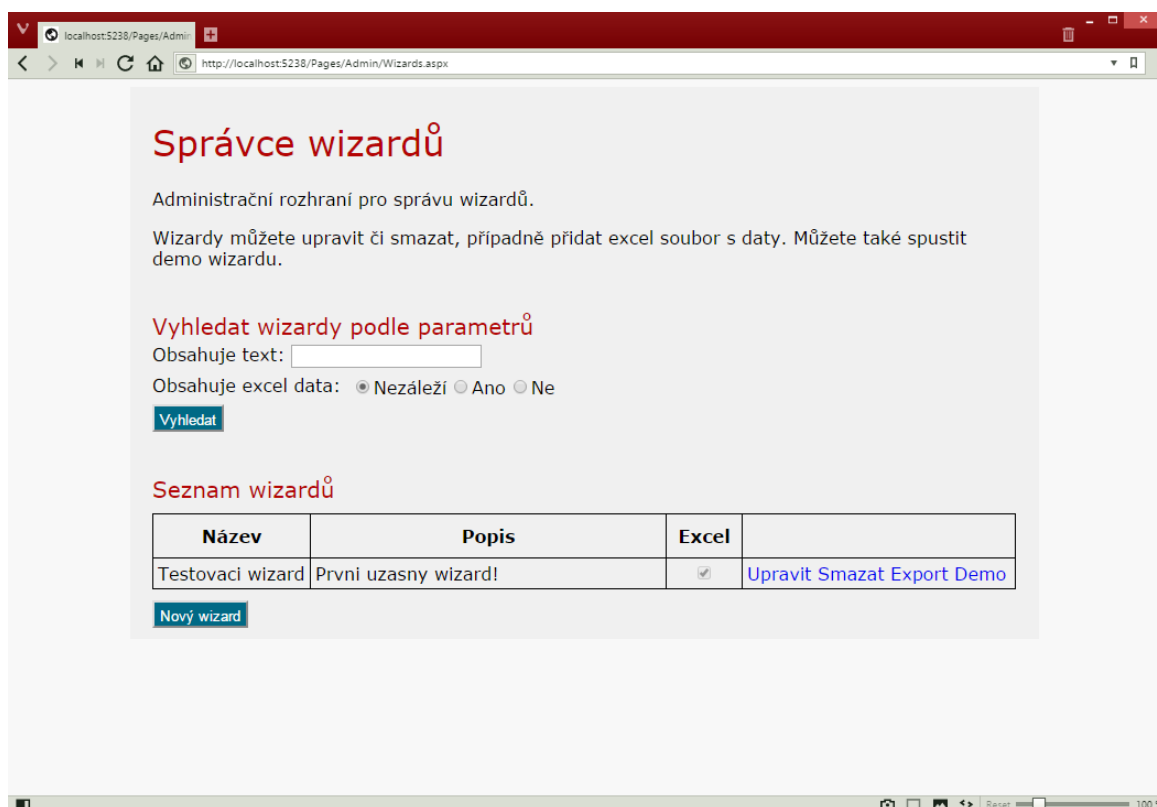 localhost:5238/Pages/Admin
http://localhost:5238/Pages/Admin/Wizards.aspx
Správce wizardů
Administrační rozhraní pro správu wizardů.
Wizardy můžete upravit či smazat, případně přidat excel soubor s daty. Můžete také spustit
demo wizardu.
Vyhledat wizardy podle parametrů
Obsahuje text:
Obsahuje excel data: Nezáleží Ano Ne
Vyhledat
Seznam wizardů
Název Popis Excel
Testovaci wizard Prvni uzasny wizard! Upravit Smazat Export Demo
Nový wizard
Reset 100 %